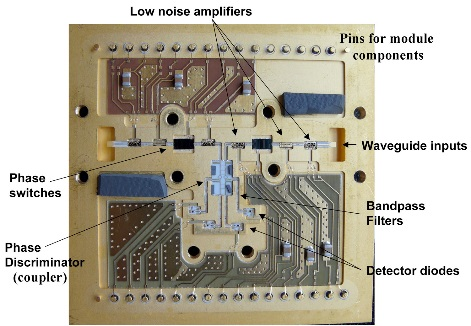 Low noise amplifiers
Pins for module
components
Waveguide inputs
Phase
switches
Bandpass
Filters
Phase
Discriminator
(coupler)
Detector diodes